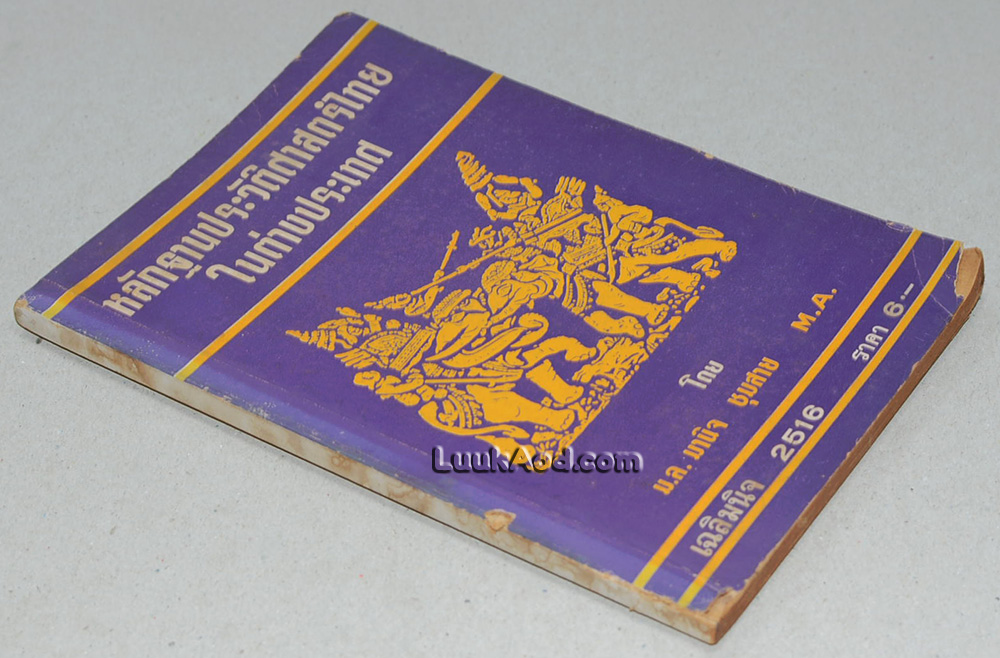 หลักฐานประวัติศาสตร์ไทย
ในต่างประเทศ
โดย
ม.ล. มานิจ ชุมสาย M.A.
เฉลิมนิจ 2516 ราคา 6.—
LuukAod.com